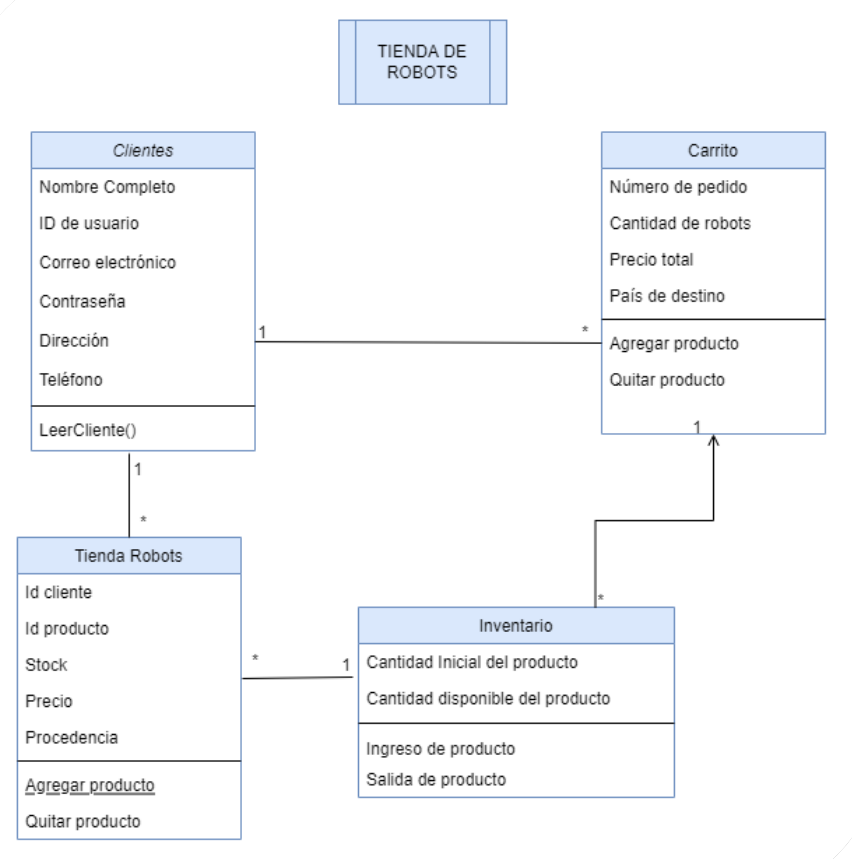 TIENDA DE
ROBOTS
Clientes
Nombre Completo
ID de usuario
Correo electrónico
Contraseña
Dirección
Teléfono
LeerCliente()
Carrito
Número de pedido
Cantidad de robots
Precio total
País de destino
Agregar producto
Quitar producto
1
*
1
1
*
Tienda Robots
Id cliente
Id producto
Stock
Precio
Procedencia
Agregar producto
Quitar producto
*
1
*
Inventario
Cantidad Inicial del producto
Cantidad disponible del producto
Ingreso de producto
Salida de producto